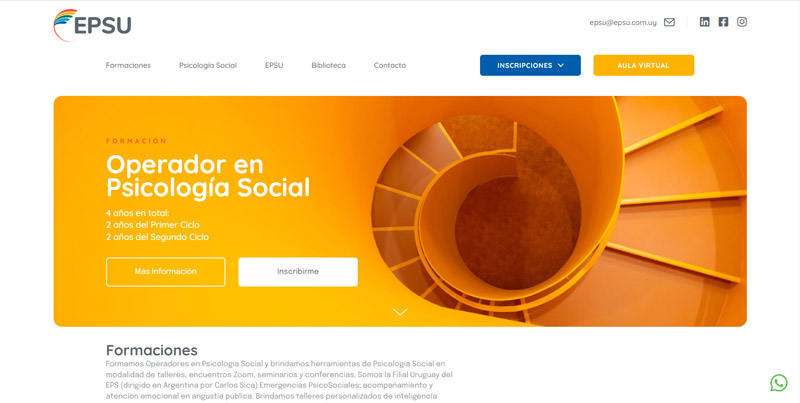 EPSU
epsu@epsu.com.uy
Formaciones
Psicología Social
EPSU
Biblioteca
Contacto
INSCRIPCIONES
AULA VIRTUAL
FORMACIÓN
Operador en
Psicología Social
4 años en total:
2 años del Primer Ciclo
2 años del Segundo Ciclo
Más Información
Inscribirme
Formaciones
Formamos Operadores en Psicología Social y brindamos herramientas de Psicología Social en
modalidad de talleres, encuentros Zoom, seminarios y conferencias. Somos la Filial Uruguay del
EPS (dirigido en Argentina por Carlos Sica) Emergencias PsicoSociales: acompañamiento y
atención emocional en angustia pública. Brindamos talleres personalizados de inteligencia